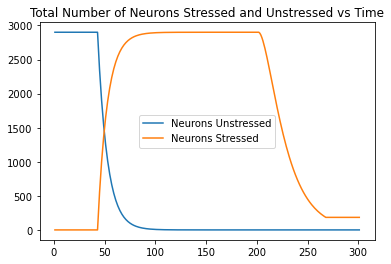 Total Number of Neurons Stressed and Unstressed vs Time
3000
2500
2000
1500
1000
500
0
Neurons Unstressed
Neurons Stressed
0 50 100 150 200 250 300